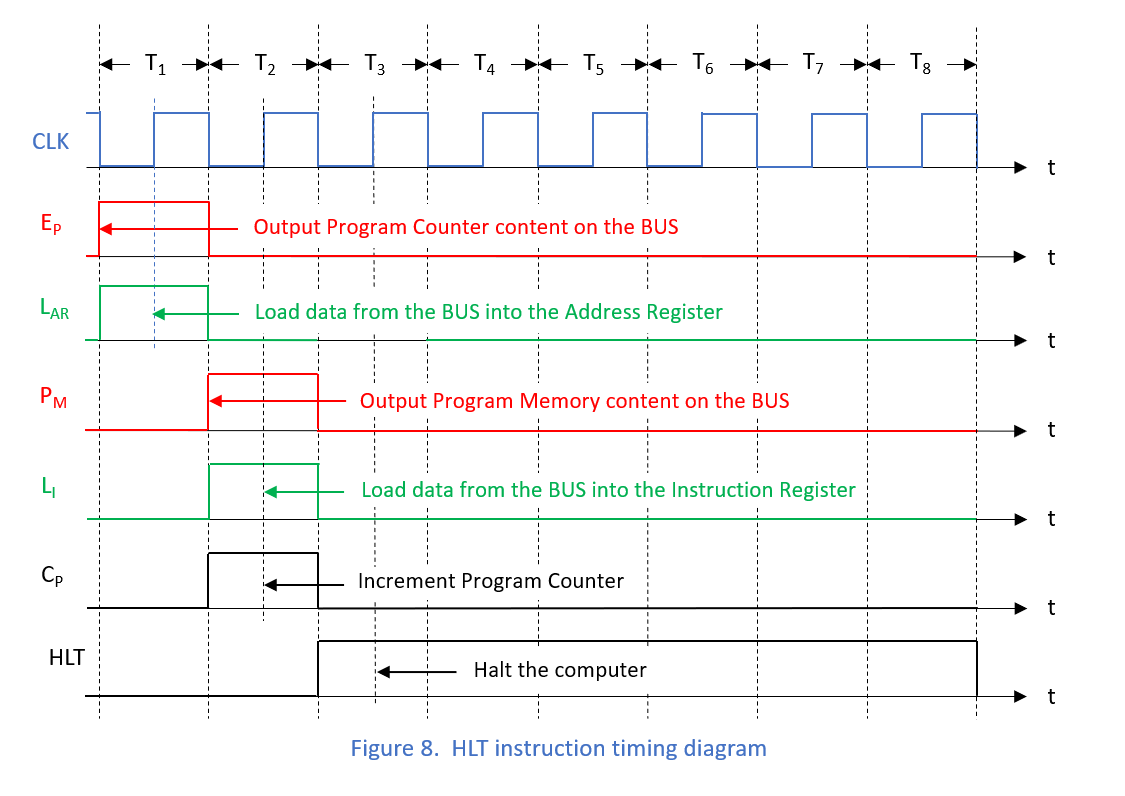 T1 T2 T3 T4 T5 T6 T7 T8
CLK t
EP Output Program Counter content on the BUS t
LAR Load data from the BUS into the Address Register t
PM Output Program Memory content on the BUS t
LI Load data from the BUS into the Instruction Register t
CP Increment Program Counter t
HLT Halt the computer t
Figure 8. HLT instruction timing diagram